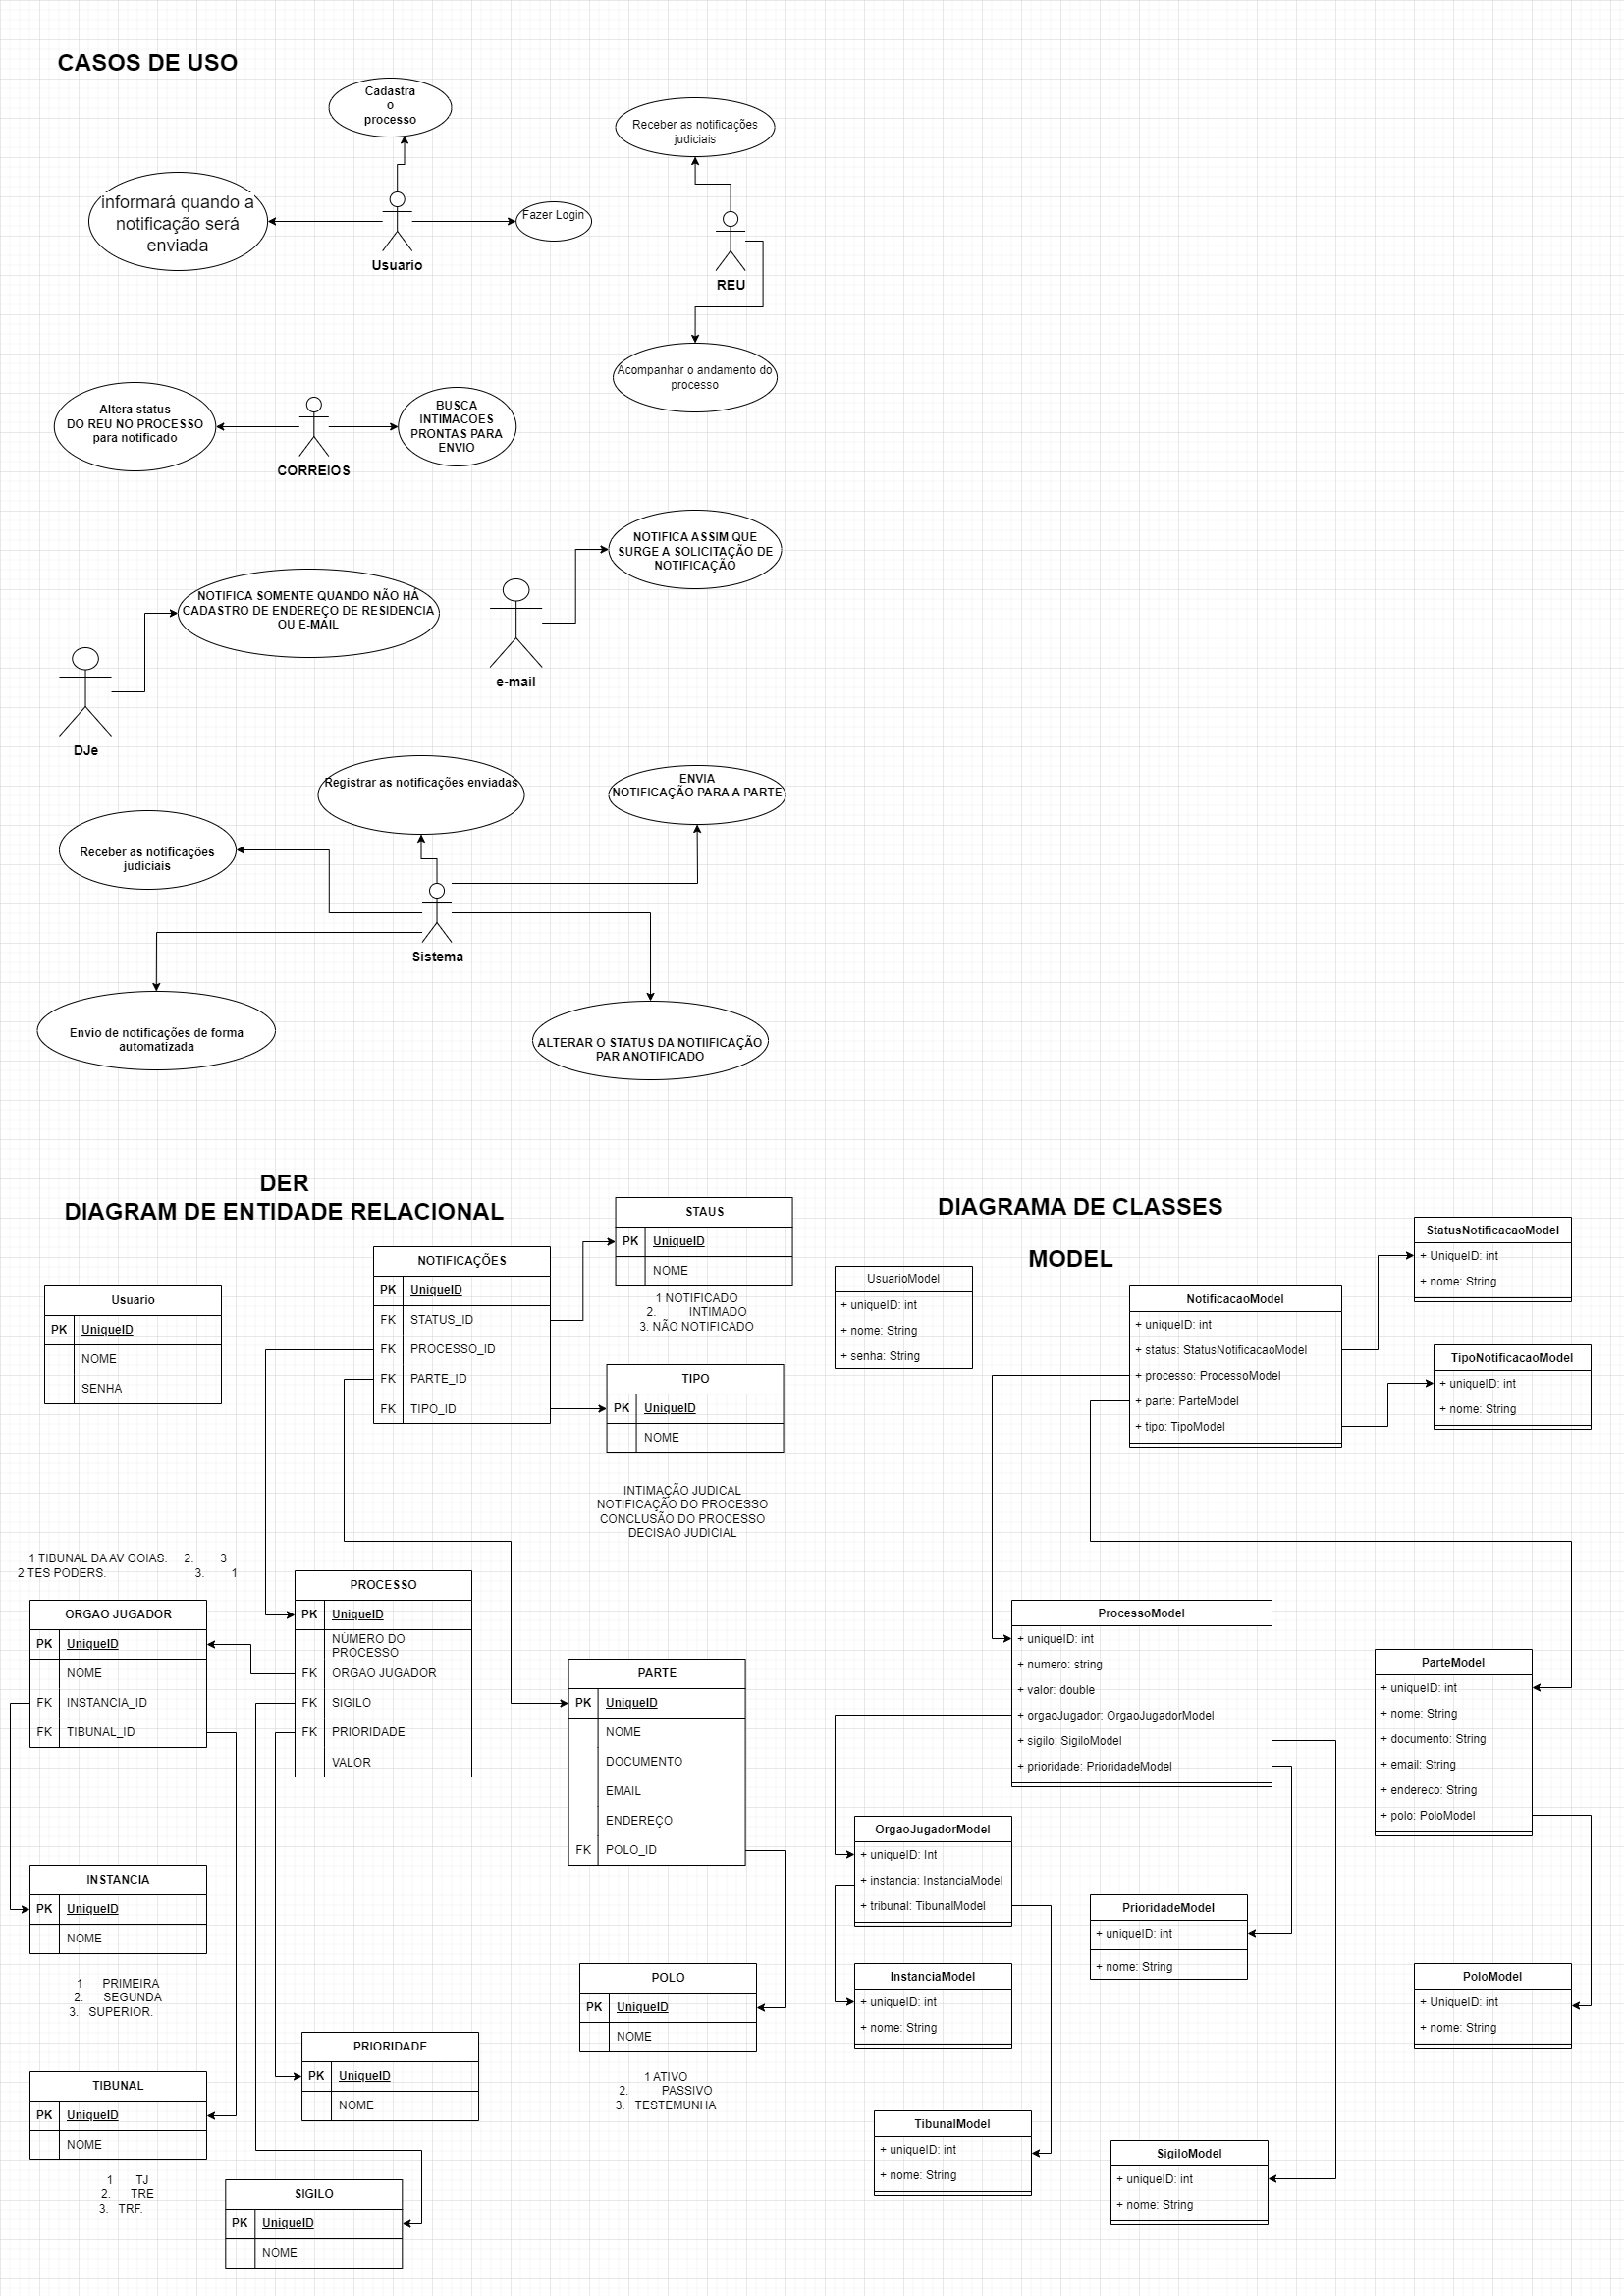 CASOS DE USO
Cadastra
o
processo
Receber as notificações
judiciais
informará quando a
notificação será
enviada
Fazer Login
Usuario
REU
Acompanhar o andamento do
processo
Altera status
DO REU NO PROCESSO
para notificado
BUSCA
INTIMACOES
PRONTAS PARA
ENVIO
CORREIOS
NOTIFICA ASSIM QUE
SURGE A SOLICITAÇÃO DE
NOTIFICAÇÃO
NOTIFICA SOMENTE QUANDO NÃO HÁ
CADASTRO DE ENDEREÇO DE RESIDENCIA
OU E-MAIL
e-mail
DJe
Registrar as notificações enviadas
ENVIA
NOTIFICAÇÃO PARA A PARTE
Receber as notificações
judiciais
Sistema
Envio de notificações de forma
automatizada
ALTERAR O STATUS DA NOTIIFICAÇÃO
PAR ANOTIFICADO
DER
DIAGRAM DE ENTIDADE RELACIONAL
STAUS
PK UniqueID
NOME
1 NOTIFICADO
2. INTIMADO
3. NÃO NOTIFICADO
NOTIFICAÇÕES
PK UniqueID
FK STATUS_ID
FK PROCESSO_ID
FK PARTE_ID
FK TIPO_ID
Usuario
PK UniqueID
NOME
SENHA
TIPO
PK UniqueID
NOME
INTIMAÇÃO JUDICAL
NOTIFICAÇÃO DO PROCESSO
CONCLUSÃO DO PROCESSO
DECISAO JUDICIAL
1 TIBUNAL DA AV GOIAS. 2. 3
2 TES PODERS. 3. 1
ORGAO JUGADOR
PK UniqueID
NOME
FK INSTANCIA_ID
FK TIBUNAL_ID
PROCESSO
PK UniqueID
NÚMERO DO
PROCESSO
FK ORGÃO JUGADOR
FK SIGILO
FK PRIORIDADE
VALOR
PARTE
PK UniqueID
NOME
DOCUMENTO
EMAIL
ENDEREÇO
FK POLO_ID
INSTANCIA
PK UniqueID
NOME
1 PRIMEIRA
2. SEGUNDA
3. SUPERIOR.
POLO
PK UniqueID
NOME
1 ATIVO
2. PASSIVO
3. TESTEMUNHA
PRIORIDADE
PK UniqueID
NOME
TIBUNAL
PK UniqueID
NOME
1 TJ
2. TRE
3. TRF.
SIGILO
PK UniqueID
NOME
DIAGRAMA DE CLASSES
MODEL
UsuarioModel
+ uniqueID: int
+ nome: String
+ senha: String
NotificacaoModel
+ uniqueID: int
+ status: StatusNotificacaoModel
+ processo: ProcessoModel
+ parte: ParteModel
+ tipo: TipoModel
StatusNotificacaoModel
+ UniqueID: int
+ nome: String
TipoNotificacaoModel
+ uniqueID: int
+ nome: String
ProcessoModel
+ uniqueID: int
+ numero: string
+ valor: double
+ orgaoJugador: OrgaoJugadorModel
+ sigilo: SigiloModel
+ prioridade: PrioridadeModel
ParteModel
+ uniqueID: int
+ nome: String
+ documento: String
+ email: String
+ endereco: String
+ polo: PoloModel
OrgaoJugadorModel
+ uniqueID: Int
+ instancia: InstanciaModel
+ tribunal: TibunalModel
PrioridadeModel
+ uniqueID: int
+ nome: String
InstanciaModel
+ uniqueID: int
+ nome: String
PoloModel
+ UniqueID: int
+ nome: String
TibunalModel
+ uniqueID: int
+ nome: String
SigiloModel
+ uniqueID: int
+ nome: String